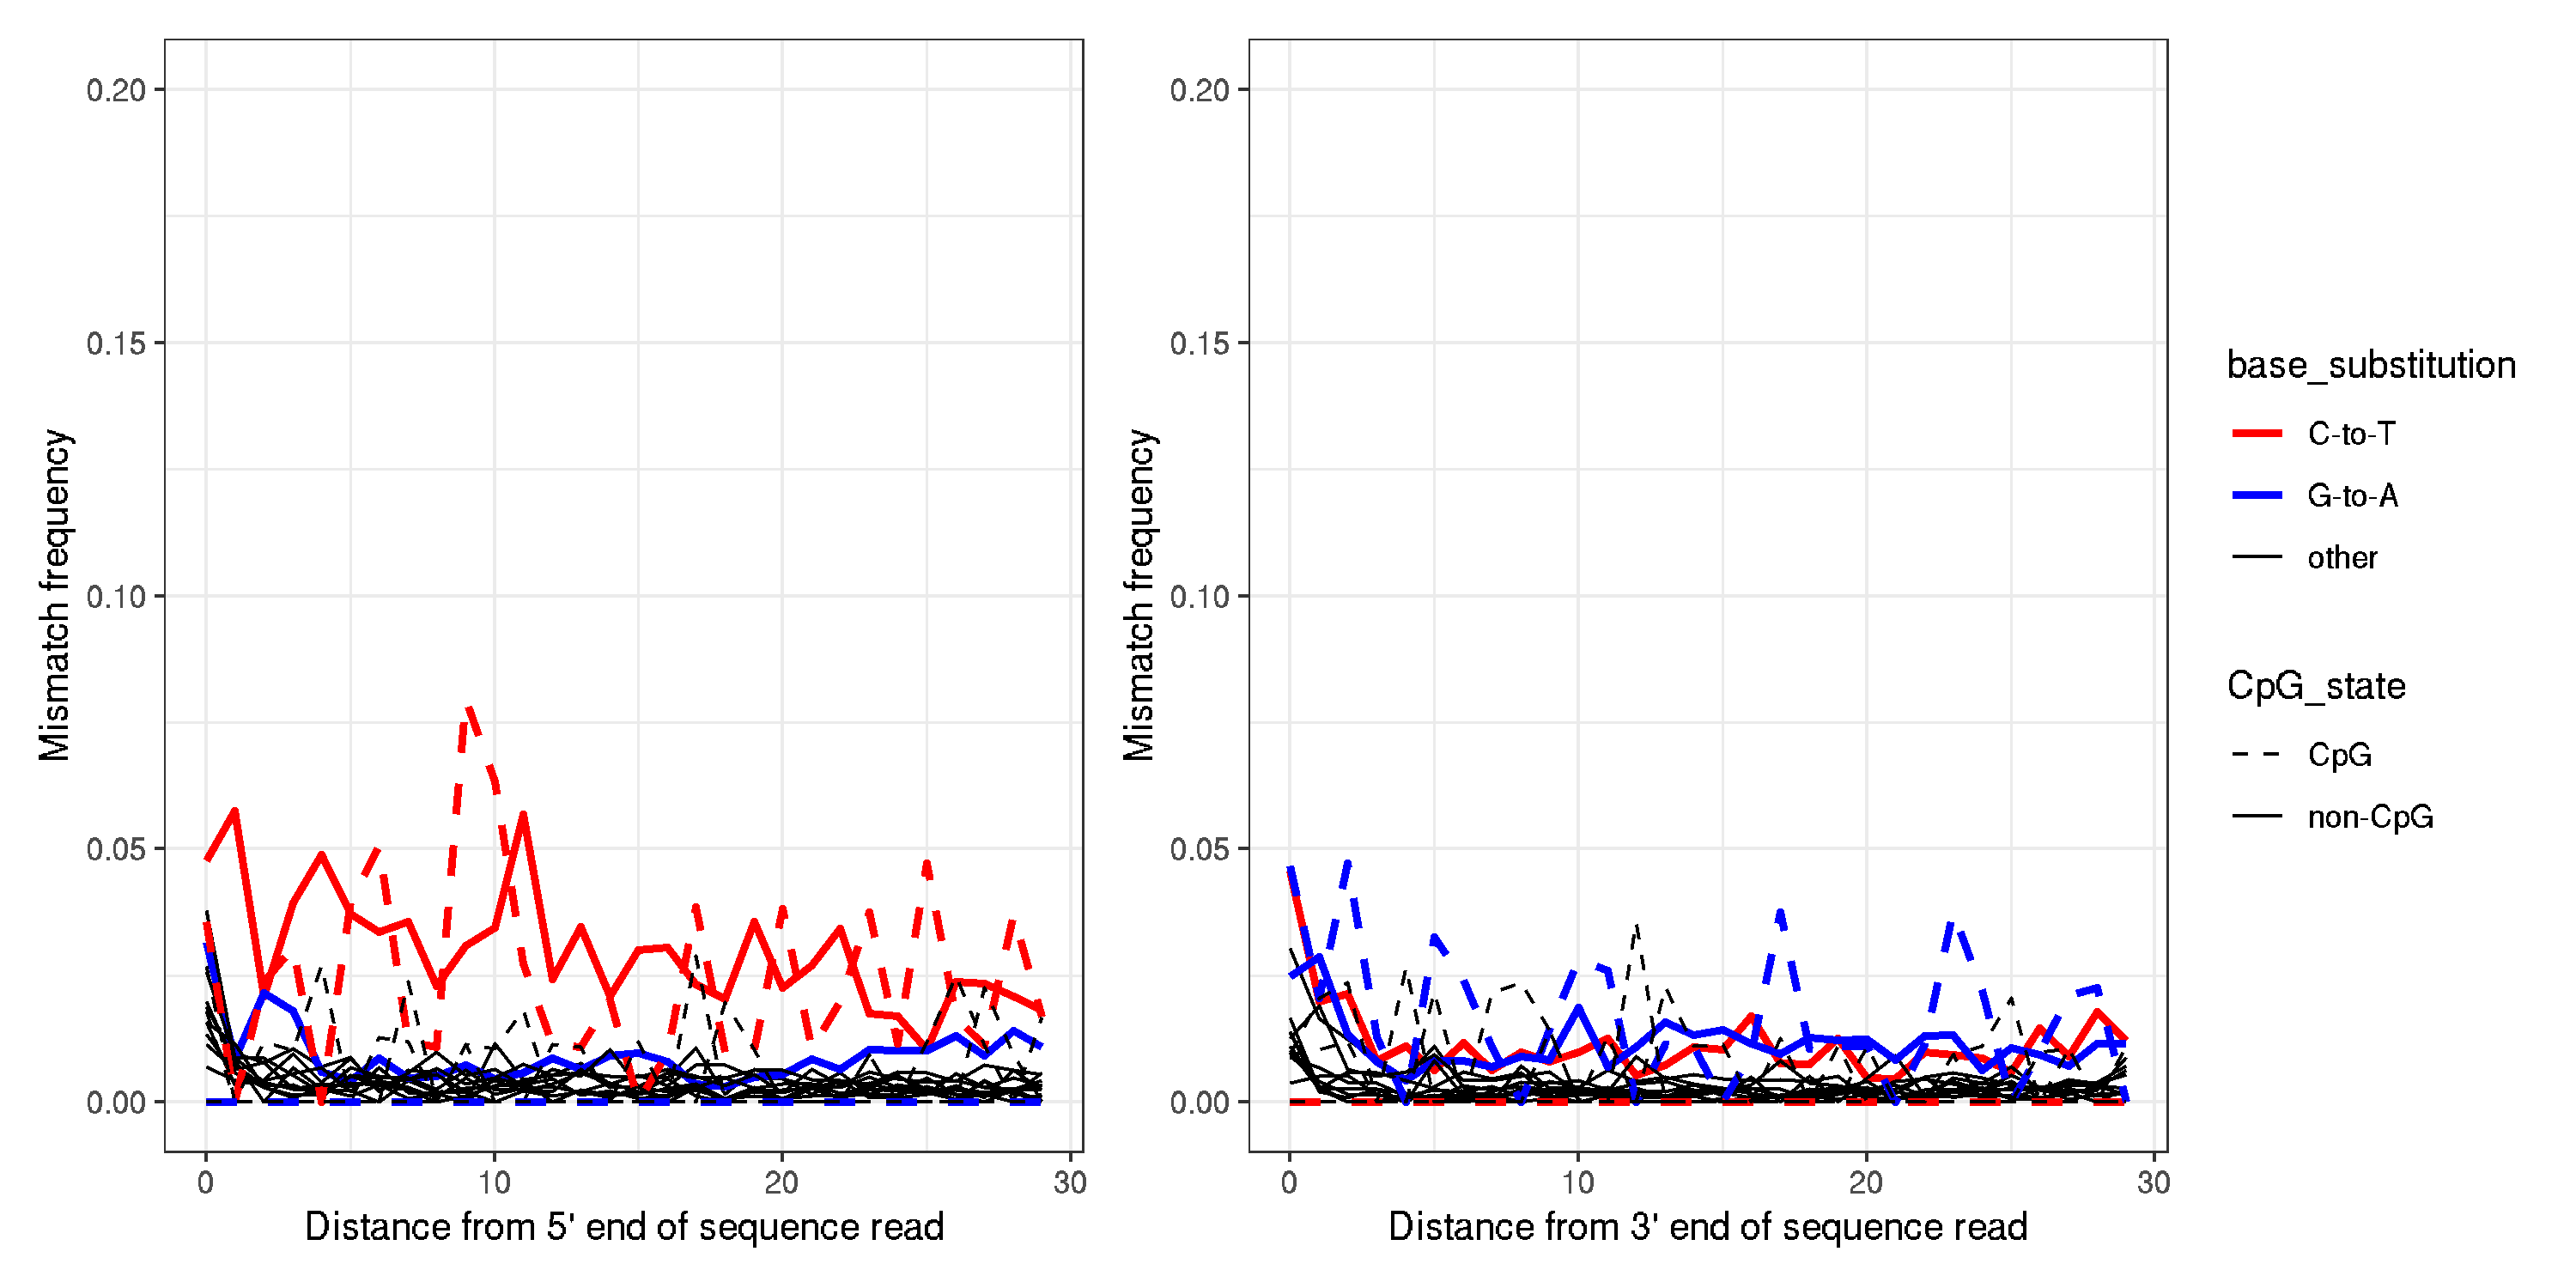 0.20
0.15
0.10
0.05
0.00
Mismatch frequency
0
10
20
30
Distance from 5' end of sequence read
0.20
0.15
0.10
0.05
0.00
Mismatch frequency
0
10
20
30
Distance from 3' end of sequence read
base_substitution
C-to-T
G-to-A
other
CpG_state
CpG
non-CpG